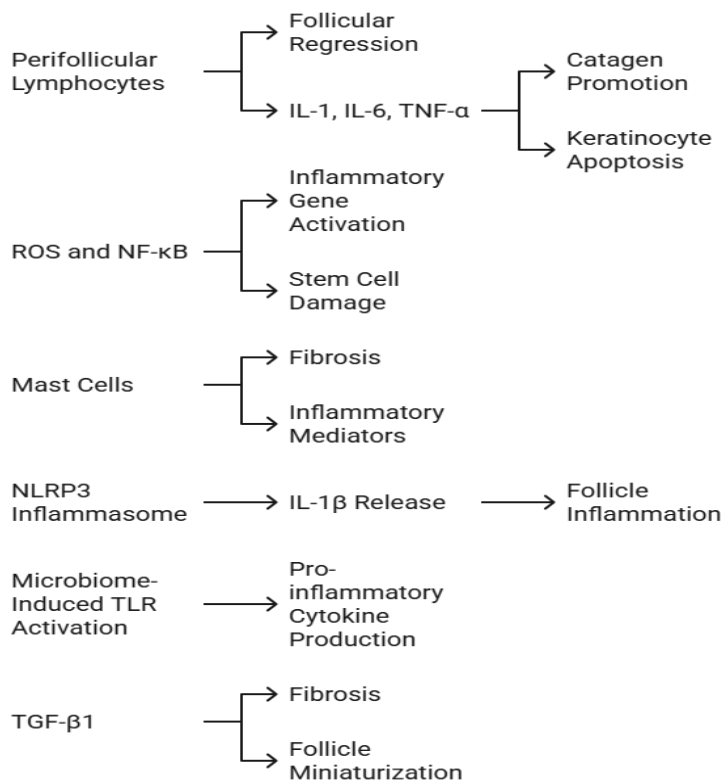 Perifollicular
Lymphocytes
Follicular
Regression
IL-1, IL-6, TNF-α
Catagen
Promotion
Keratinocyte
Apoptosis
ROS and NF-κB
Inflammatory
Gene
Activation
Stem Cell
Damage
Mast Cells
Fibrosis
Inflammatory
Mediators
NLRP3
Inflammasome
IL-1β Release
Follicle
Inflammation
Microbiome-
Induced TLR
Activation
Pro-
inflammatory
Cytokine
Production
TGF-β1
Fibrosis
Follicle
Miniaturization